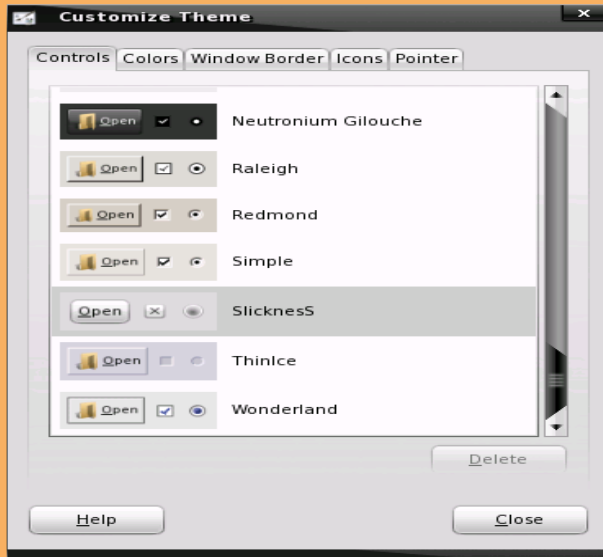 Customize Theme
Controls Colors Window Border Icons Pointer
Open Neutronium Gilouche
Open Raleigh
Open Redmond
Open Simple
Open SlicknesS
Open ThinIce
Open Wonderland
Delete
Help Close